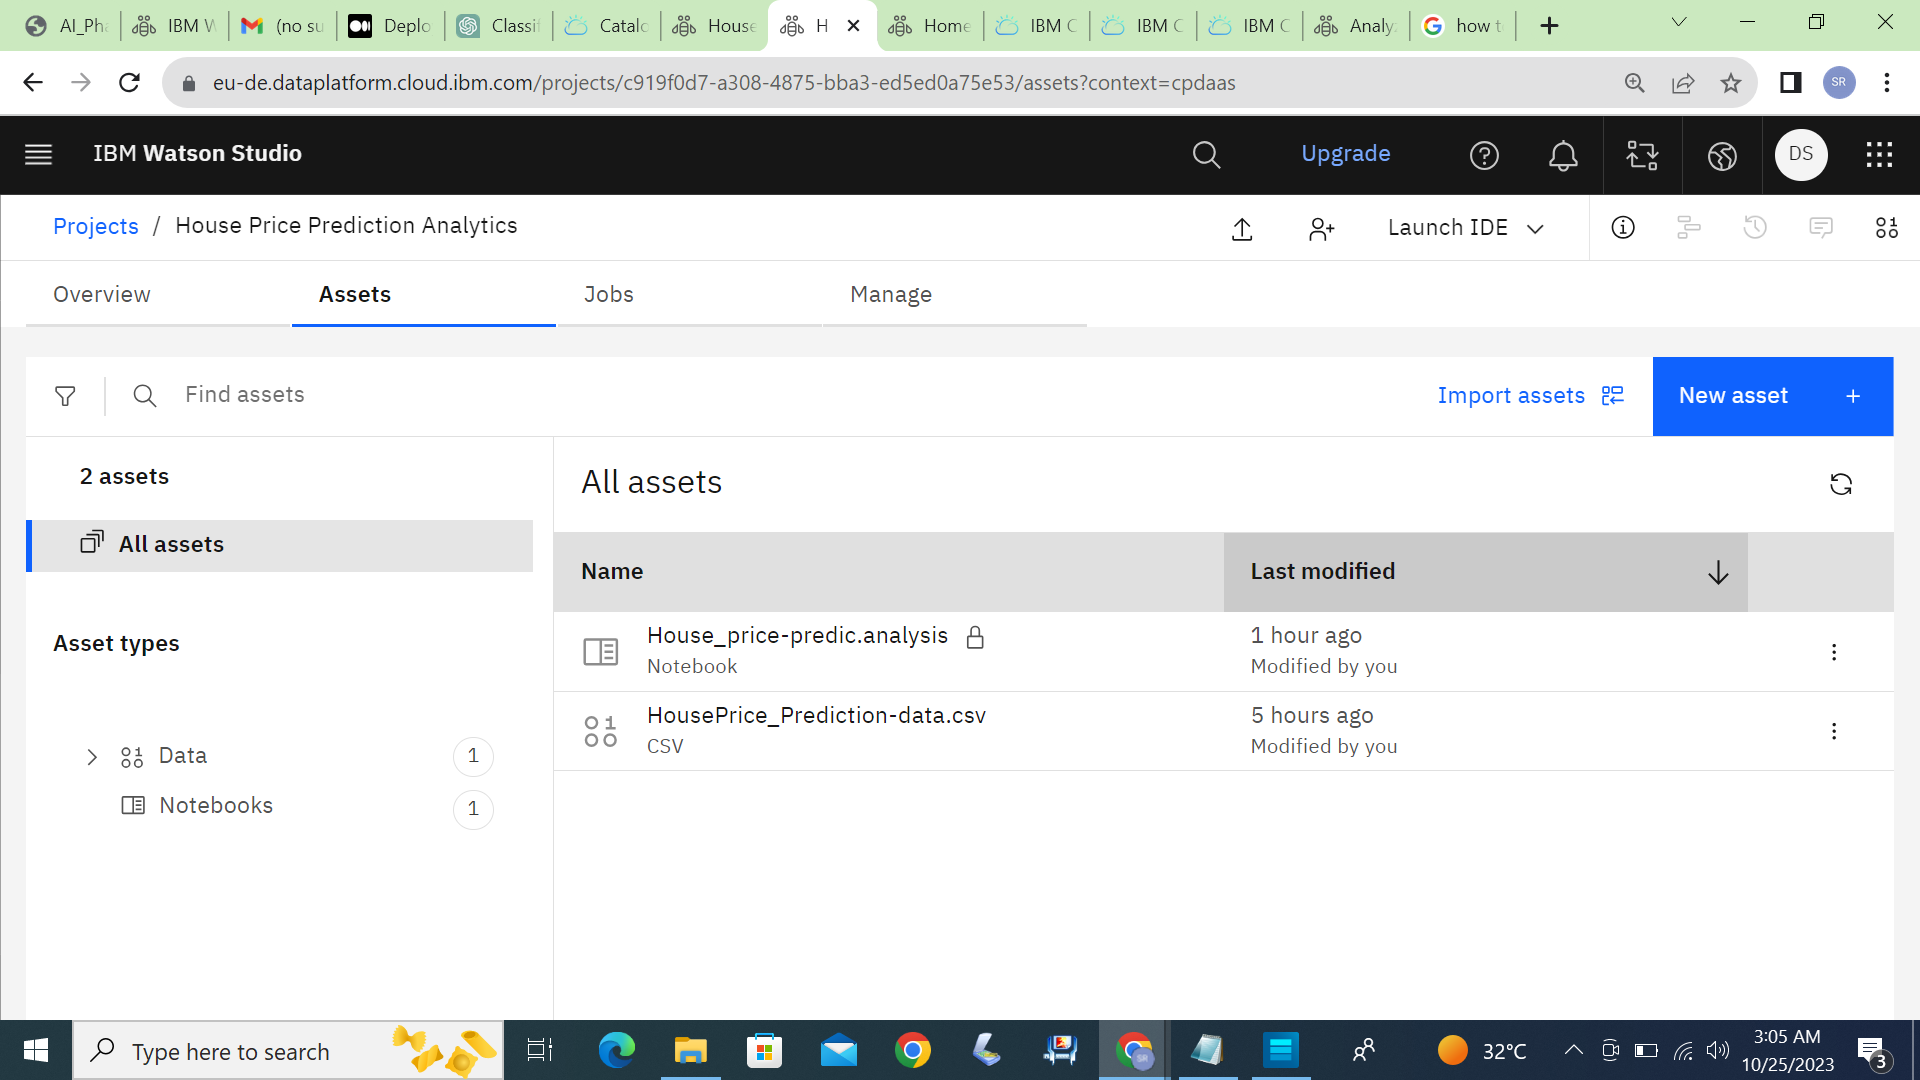 AI_Pha
IBM W
(no su
Deplo
Classif
Catalo
House
H
Home
IBM C
IBM C
IBM C
Analy
how t
eu-de.dataplatform.cloud.ibm.com/projects/c919f0d7-a308-4875-bba3-ed5ed0a75e53/assets?context=cpdaas
SR
IBM Watson Studio
Upgrade
DS
Projects / House Price Prediction Analytics
Launch IDE
Overview
Assets
Jobs
Manage
Find assets
Import assets
New asset +
2 assets
All assets
Asset types
Data 1
Notebooks 1
All assets
Name
Last modified
House_price-predic.analysis
1 hour ago
Notebook
Modified by you
HousePrice_Prediction-data.csv
5 hours ago
CSV
Modified by you
Type here to search
SR
32°C
3:05 AM
10/25/2023
3